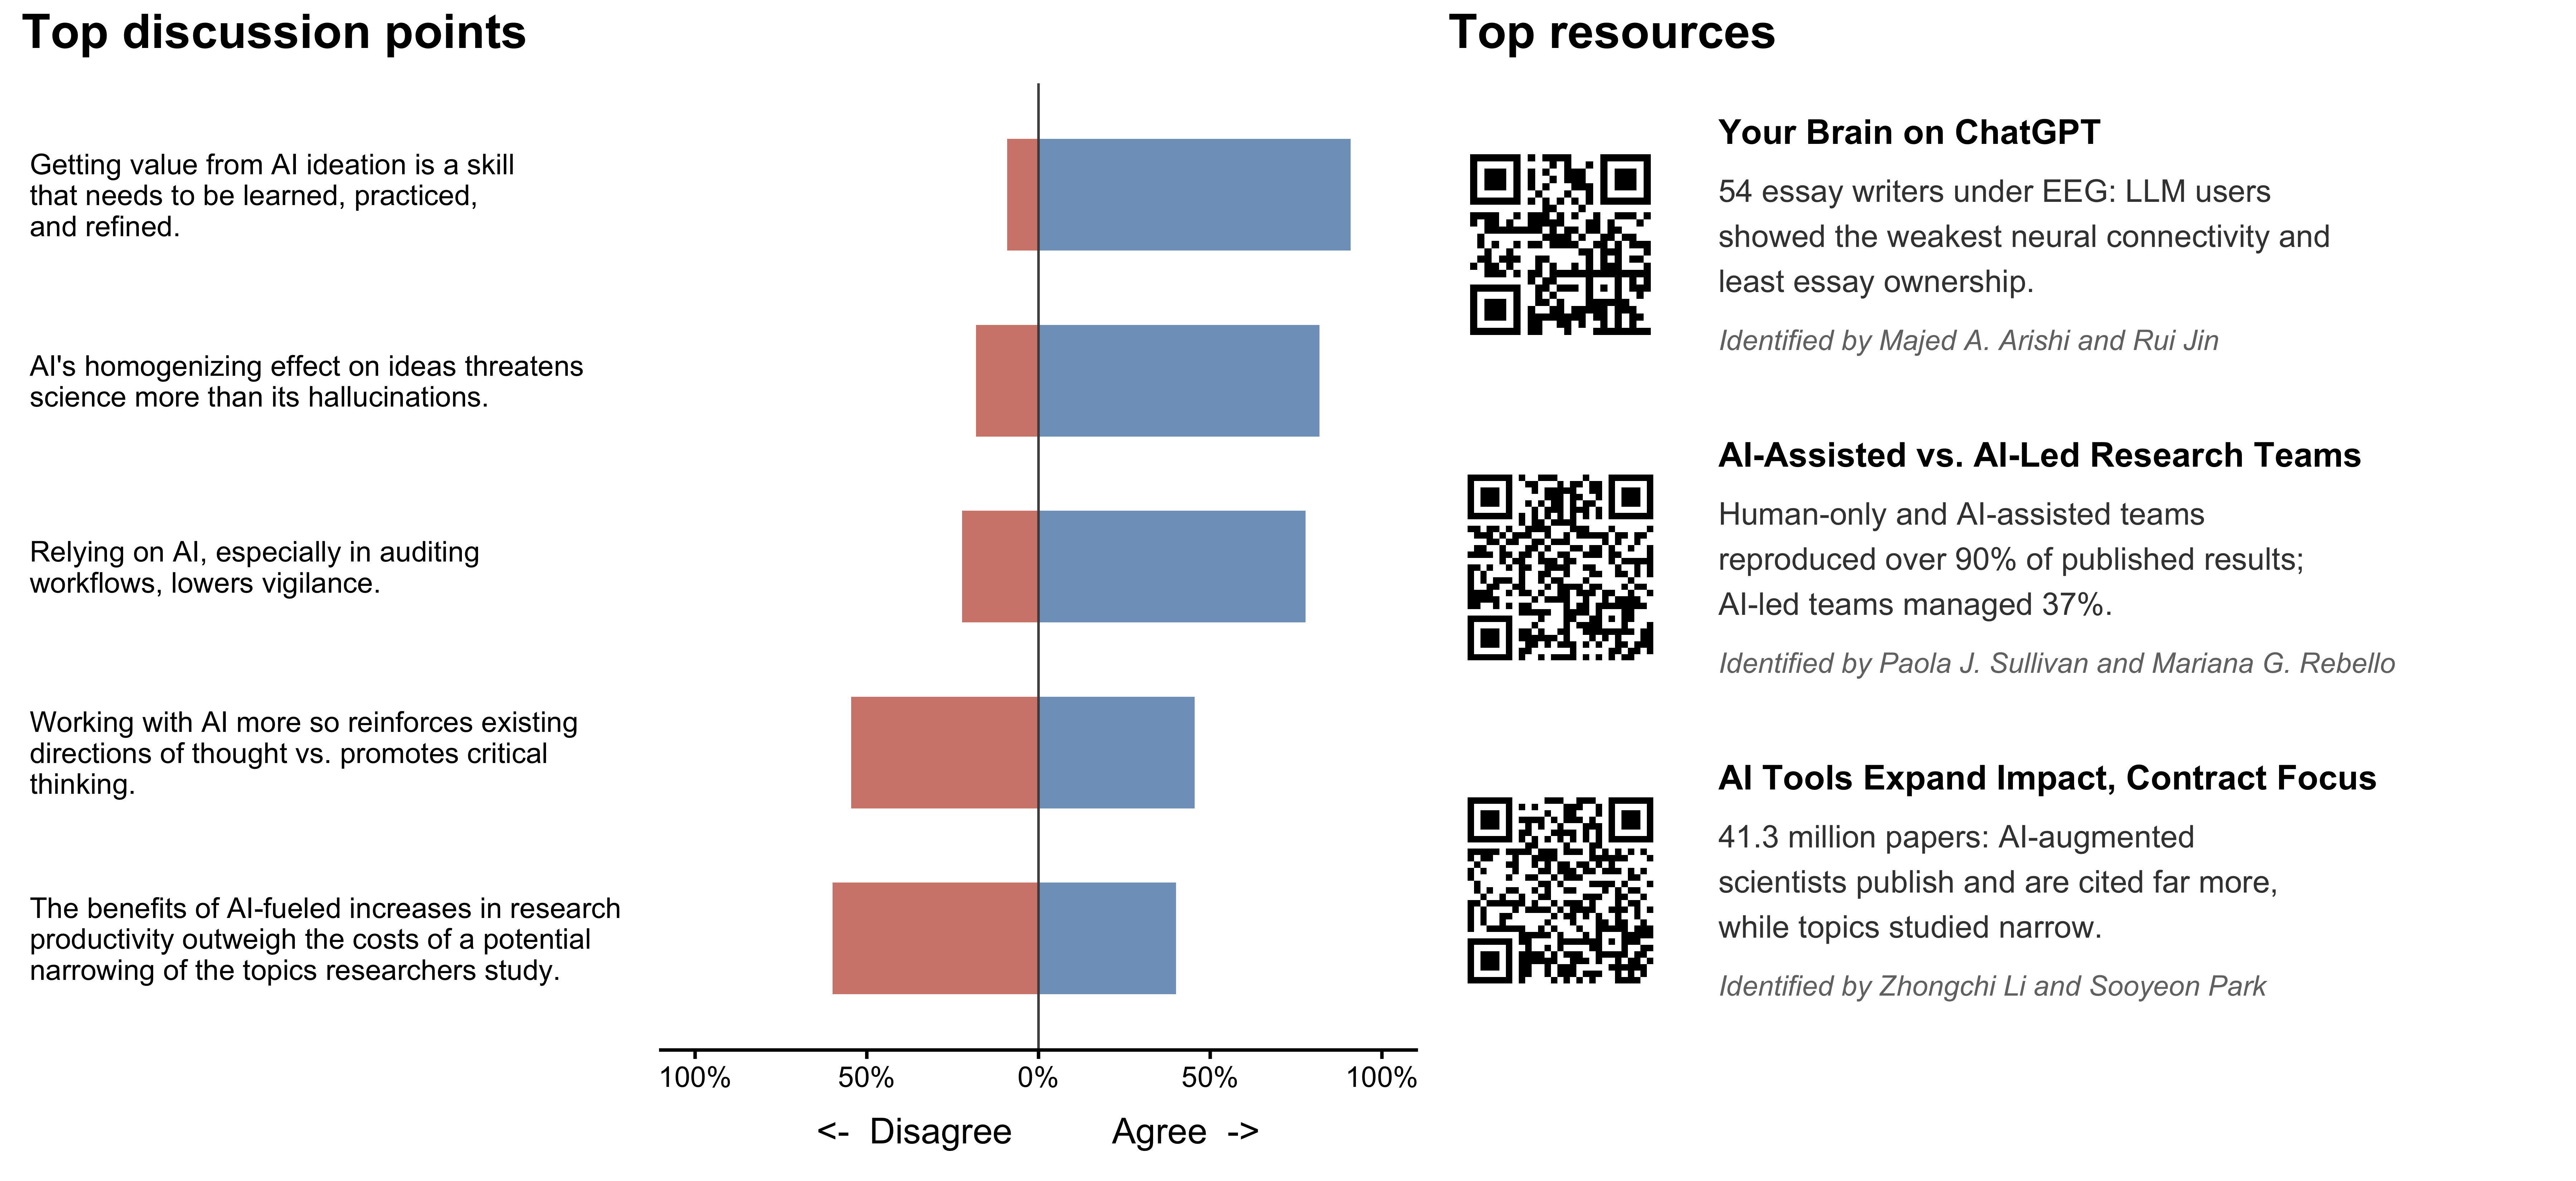 Top discussion points
Getting value from AI ideation is a skill
that needs to be learned, practiced,
and refined.
AI's homogenizing effect on ideas threatens
science more than its hallucinations.
Relying on AI, especially in auditing
workflows, lowers vigilance.
Working with AI more so reinforces existing
directions of thought vs. promotes critical
thinking.
The benefits of AI-fueled increases in research
productivity outweigh the costs of a potential
narrowing of the topics researchers study.
100% 50% 0% 50% 100%
<- Disagree Agree ->
Top resources
Your Brain on ChatGPT
54 essay writers under EEG: LLM users
showed the weakest neural connectivity and
least essay ownership.
Identified by Majed A. Arishi and Rui Jin
AI-Assisted vs. AI-Led Research Teams
Human-only and AI-assisted teams
reproduced over 90% of published results;
AI-led teams managed 37%.
Identified by Paola J. Sullivan and Mariana G. Rebello
AI Tools Expand Impact, Contract Focus
41.3 million papers: AI-augmented
scientists publish and are cited far more,
while topics studied narrow.
Identified by Zhongchi Li and Sooyeon Park